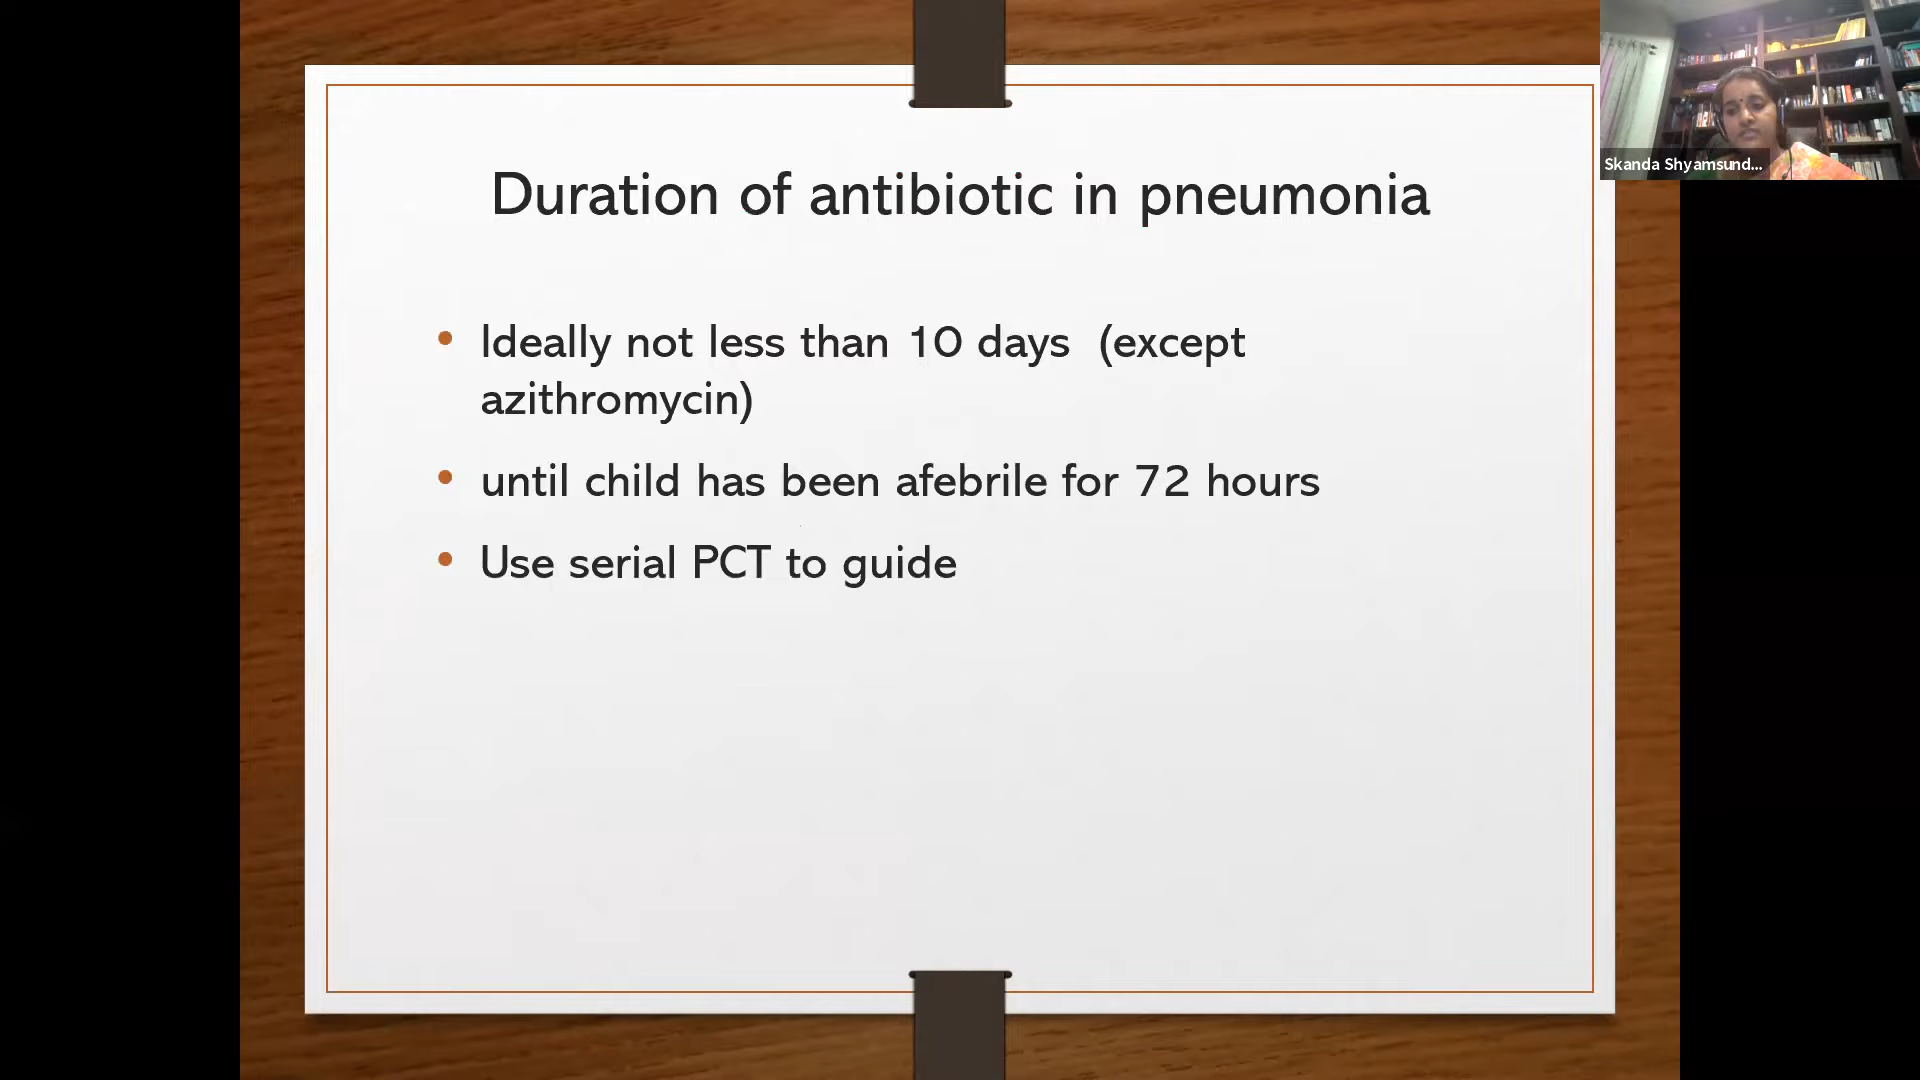 Duration of antibiotic in pneumonia
Ideally not less than 10 days (except
azithromycin)
until child has been afebrile for 72 hours
Use serial PCT to guide
Skanda Shyamsund...